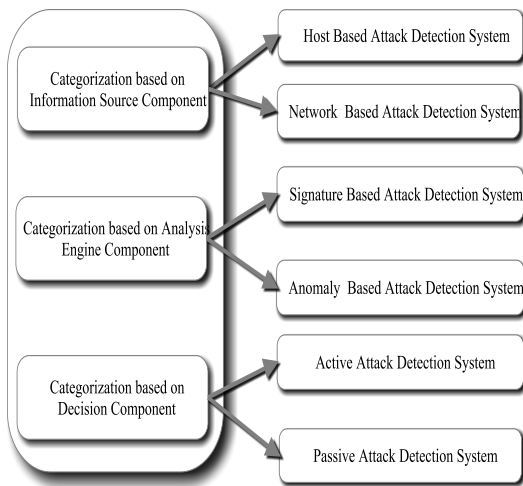 Categorization based on
Information Source Component
Host Based Attack Detection System
Network Based Attack Detection System
Categorization based on Analysis
Engine Component
Signature Based Attack Detection System
Anomaly Based Attack Detection System
Categorization based on
Decision Component
Active Attack Detection System
Passive Attack Detection System